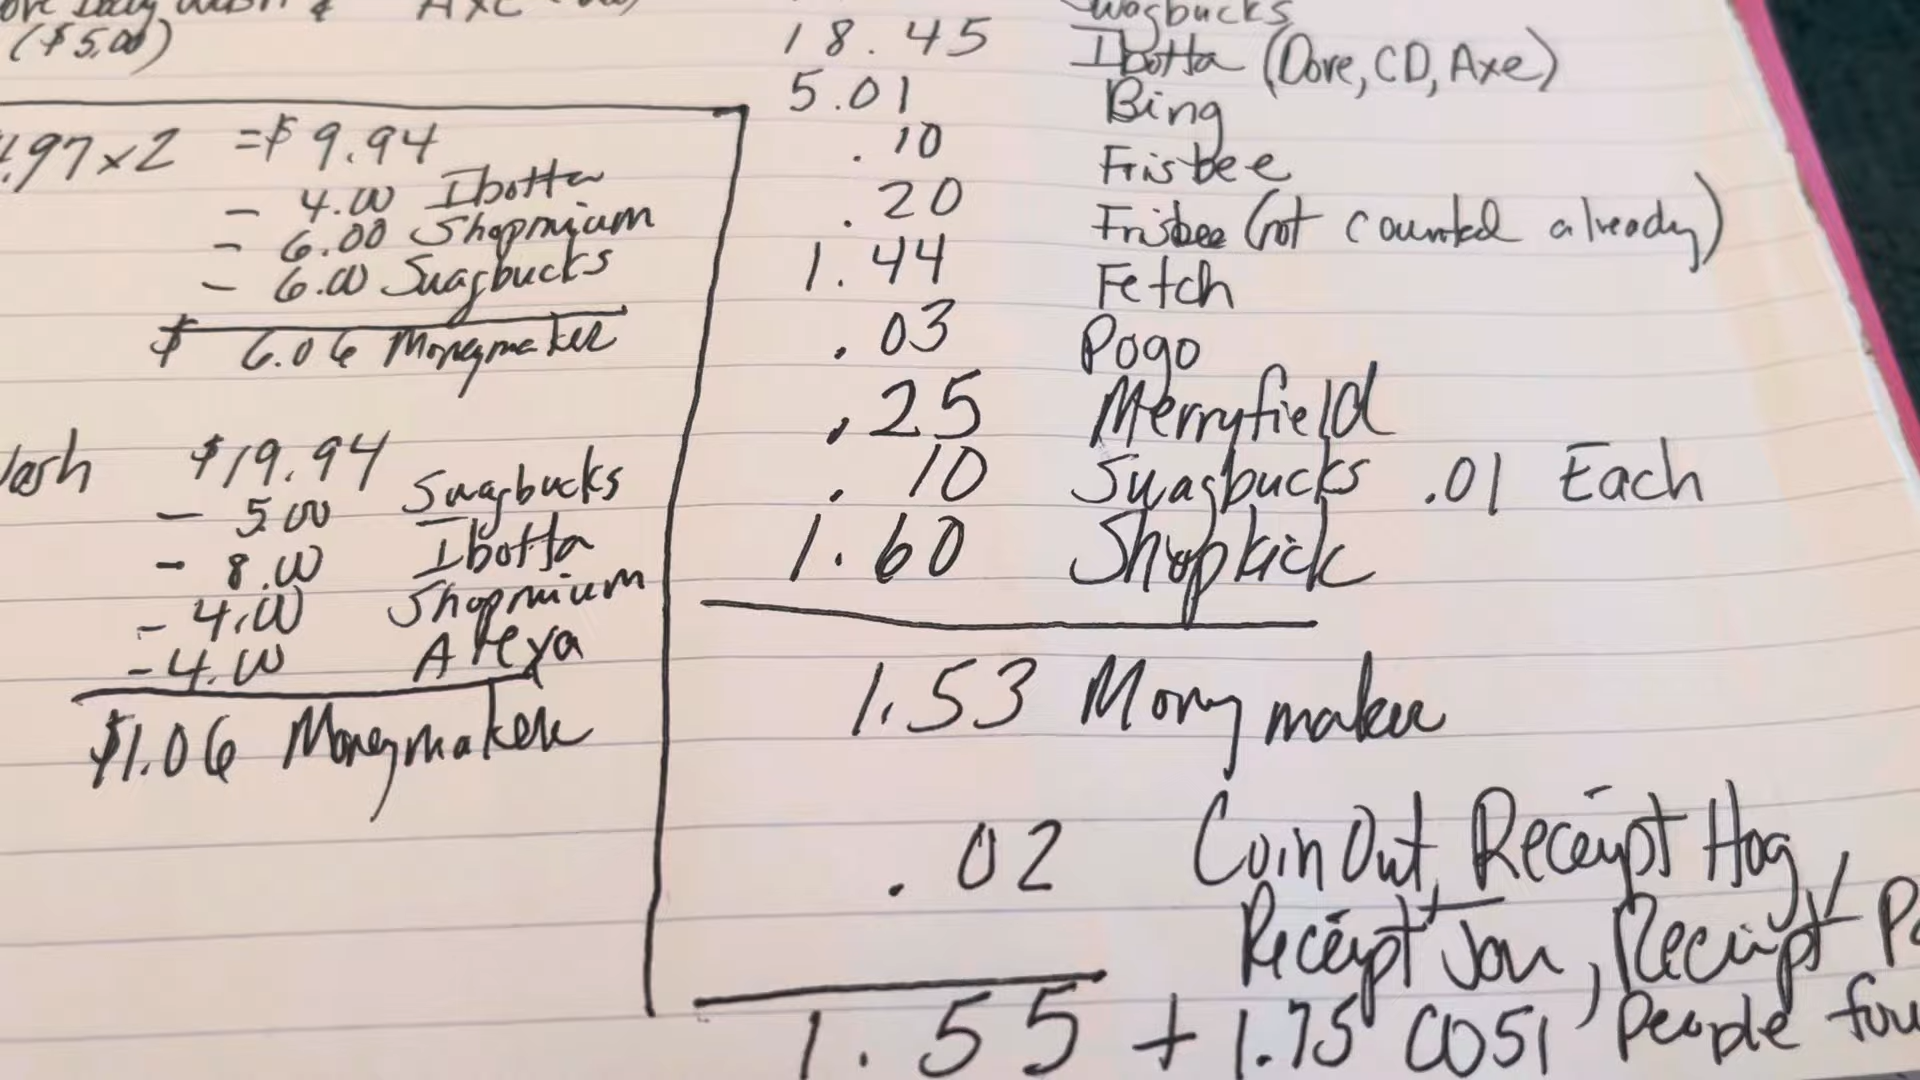 ($5.00)
.97x2 =$ 9.94
- 4.00 Ibotta
- 6.00 Shopmium
- 6.00 Swagbucks
$ 6.06 Moneymaker
$19.94
- 5 00 Swagbucks
- 8.00 Ibotta
- 4.00 Shopmium
- 4.00 Alexa
$1.06 Moneymaker
Swagbucks
18.45 Ibotta (Dove, CD, Axe)
5.01 Bing
.10 Frisbee
.20 Frisbee (not counted already)
1.44 Fetch
.03 Pogo
.25 Merryfield
.10 Swagbucks .01 Each
1.60 Shopkick
1.53 Moneymaker
.02 CoinOut, Receipt Hog,
Receipt Jar, Receipt
1.55 + 1.75 COSI People